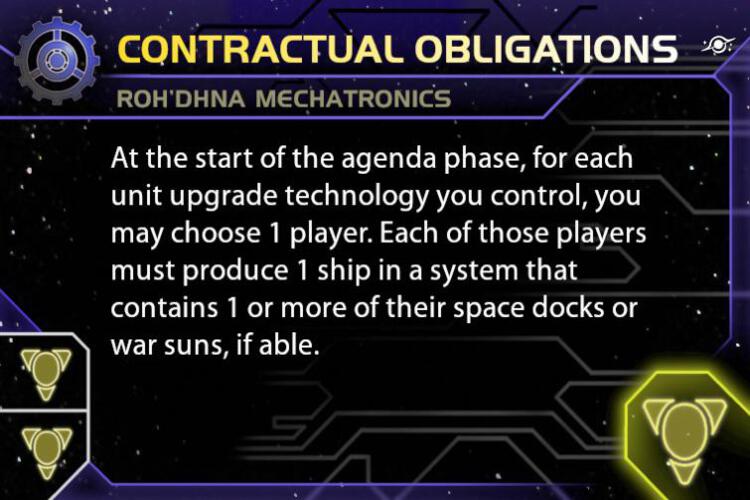 CONTRACTUAL OBLIGATIONS
ROH'DHNA MECHATRONICS
At the start of the agenda phase, for each
unit upgrade technology you control, you
may choose 1 player. Each of those players
must produce 1 ship in a system that
contains 1 or more of their space docks or
war suns, if able.